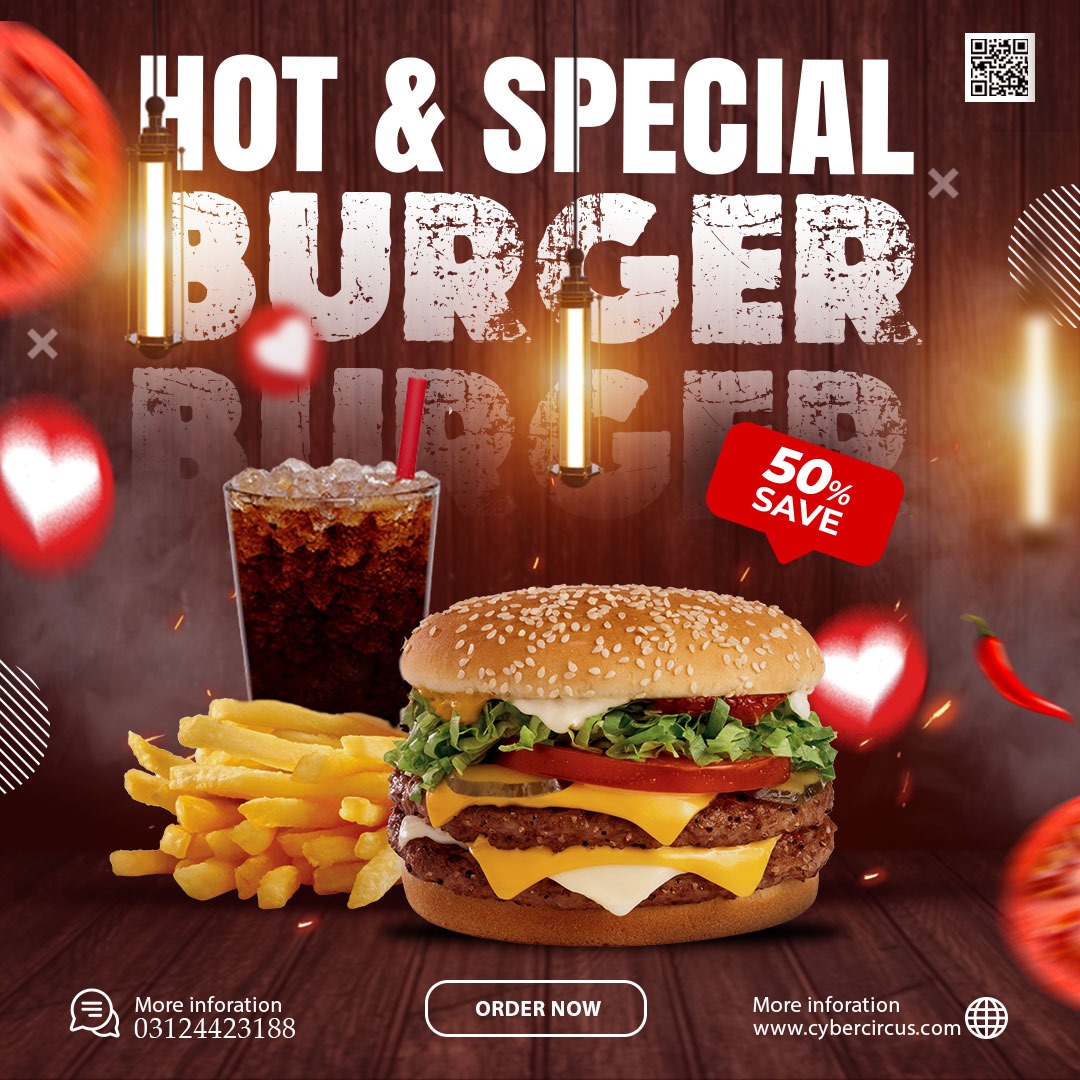 HOT & SPECIAL
BURGER
BURGER
50%
SAVE
More inforation
03124423188
ORDER NOW
More inforation
www.cybercircus.com